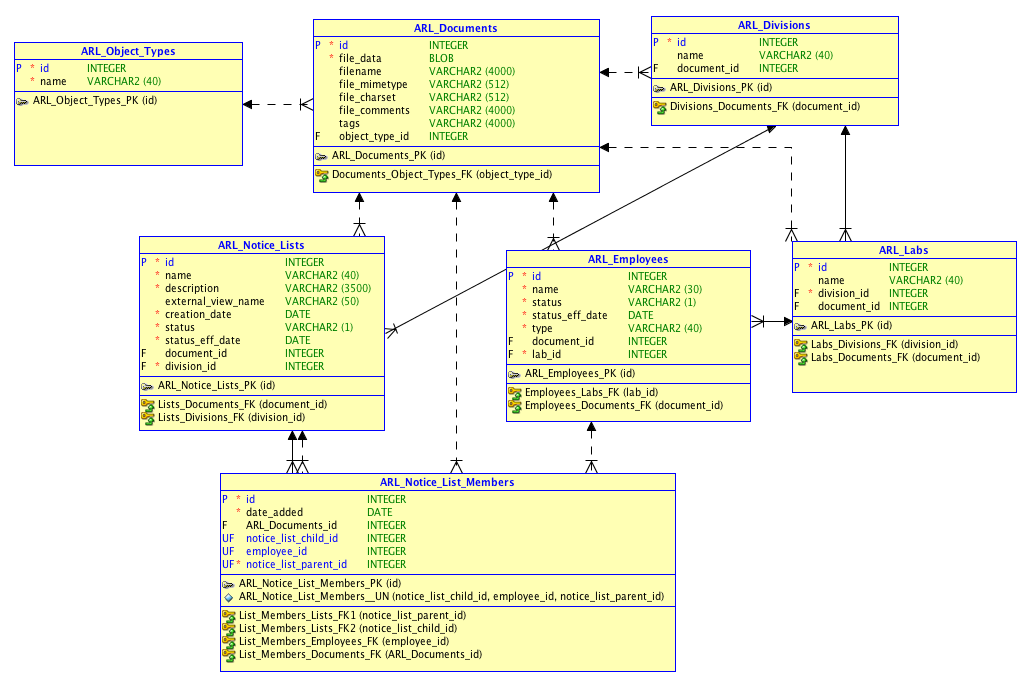 ARL_Object_Types
P * id INTEGER
* name VARCHAR2 (40)
ARL_Object_Types_PK (id)
ARL_Documents
P * id INTEGER
* file_data BLOB
filename VARCHAR2 (4000)
file_mimetype VARCHAR2 (512)
file_charset VARCHAR2 (512)
file_comments VARCHAR2 (4000)
tags VARCHAR2 (4000)
F object_type_id INTEGER
ARL_Documents_PK (id)
Documents_Object_Types_FK (object_type_id)
ARL_Divisions
P * id INTEGER
name VARCHAR2 (40)
F document_id INTEGER
ARL_Divisions_PK (id)
Divisions_Documents_FK (document_id)
ARL_Notice_Lists
P * id INTEGER
* name VARCHAR2 (40)
* description VARCHAR2 (3500)
external_view_name VARCHAR2 (50)
* creation_date DATE
* status VARCHAR2 (1)
* status_eff_date DATE
F document_id INTEGER
F * division_id INTEGER
ARL_Notice_Lists_PK (id)
Lists_Documents_FK (document_id)
Lists_Divisions_FK (division_id)
ARL_Employees
P * id INTEGER
* name VARCHAR2 (30)
* status VARCHAR2 (1)
* status_eff_date DATE
* type VARCHAR2 (40)
F document_id INTEGER
F * lab_id INTEGER
ARL_Employees_PK (id)
Employees_Labs_FK (lab_id)
Employees_Documents_FK (document_id)
ARL_Labs
P * id INTEGER
name VARCHAR2 (40)
F * division_id INTEGER
F document_id INTEGER
ARL_Labs_PK (id)
Labs_Divisions_FK (division_id)
Labs_Documents_FK (document_id)
ARL_Notice_List_Members
P * id INTEGER
* date_added DATE
F ARL_Documents_id INTEGER
UF notice_list_child_id INTEGER
UF employee_id INTEGER
UF * notice_list_parent_id INTEGER
ARL_Notice_List_Members_PK (id)
ARL_Notice_List_Members__UN (notice_list_child_id, employee_id, notice_list_parent_id)
List_Members_Lists_FK1 (notice_list_parent_id)
List_Members_Lists_FK2 (notice_list_child_id)
List_Members_Employees_FK (employee_id)
List_Members_Documents_FK (ARL_Documents_id)